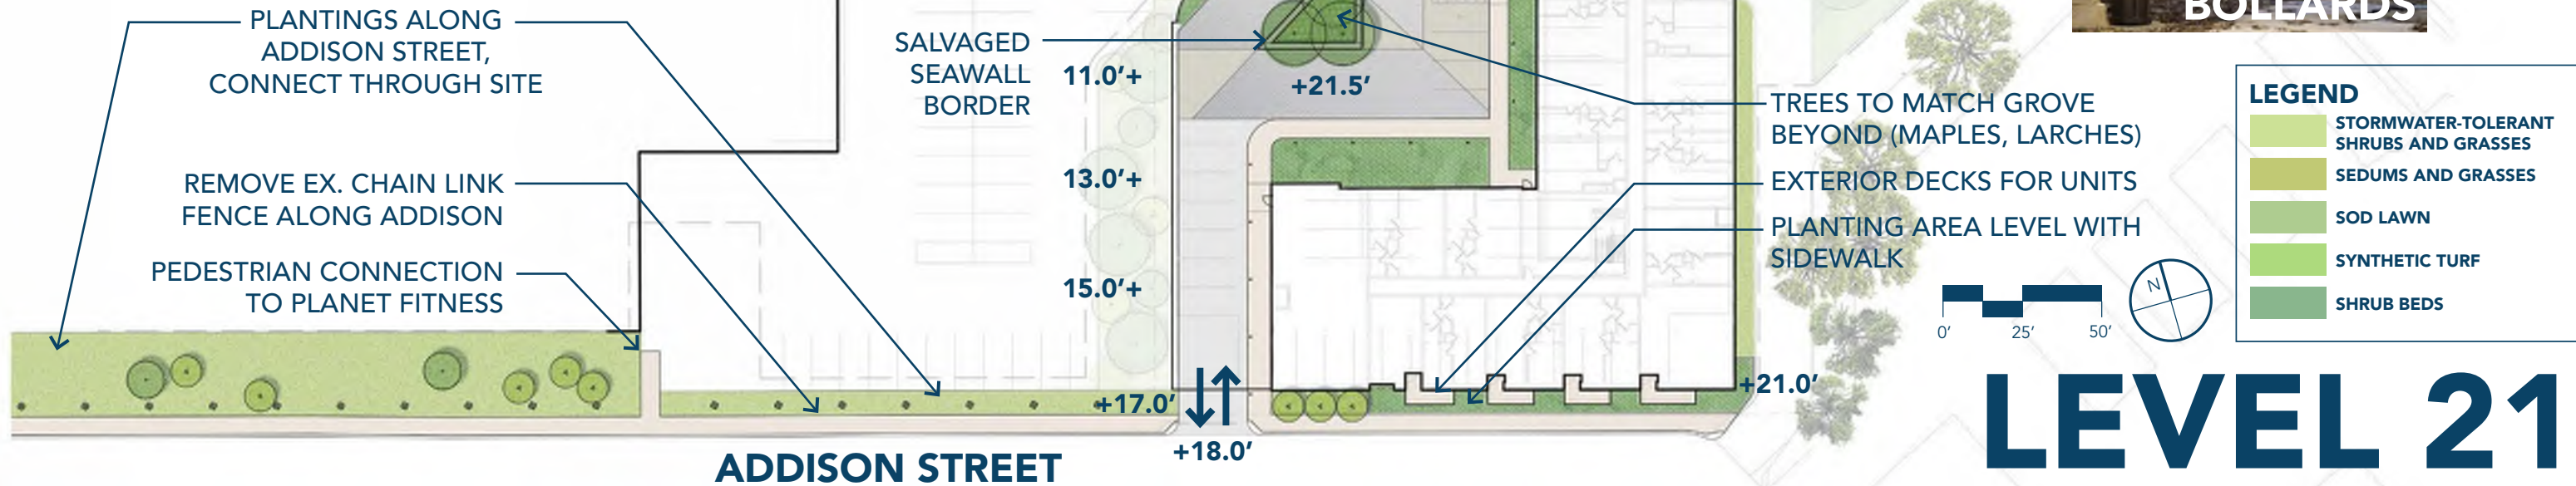 PLANTINGS ALONG
ADDISON STREET,
CONNECT THROUGH SITE
REMOVE EX. CHAIN LINK
FENCE ALONG ADDISON
PEDESTRIAN CONNECTION
TO PLANET FITNESS
SALVAGED
SEAWALL
BORDER
11.0’+
13.0’+
15.0’+
+21.5’
+17.0’
+18.0’
+21.0’
ADDISON STREET
TREES TO MATCH GROVE
BEYOND (MAPLES, LARCHES)
EXTERIOR DECKS FOR UNITS
PLANTING AREA LEVEL WITH
SIDEWALK
0’ 25’ 50’
N
BOLLARDS
LEGEND
STORMWATER-TOLERANT
SHRUBS AND GRASSES
SEDUMS AND GRASSES
SOD LAWN
SYNTHETIC TURF
SHRUB BEDS
LEVEL 21